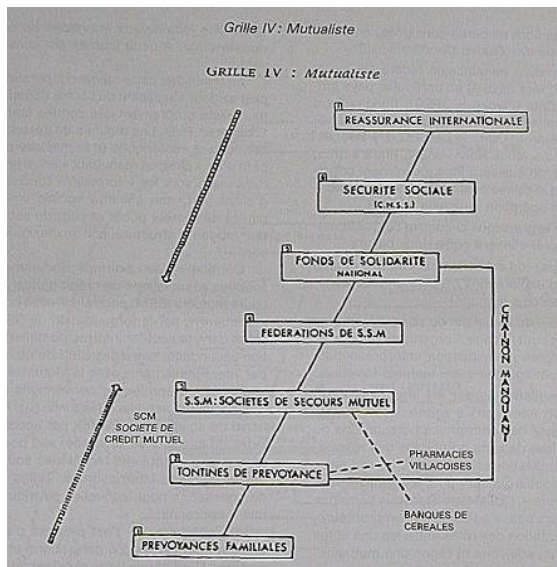 Grille IV: Mutualiste
GRILLE IV : Mutualiste
7
REASSURANCE INTERNATIONALE
6
SECURITE SOCIALE
(C.N.S.S.)
5
FONDS DE SOLIDARITE
NATIONAL
4
FEDERATIONS DE S.S.M
CHAINON MANQUANT
3
S.S.M: SOCIETES DE SECOURS MUTUEL
SCM
SOCIETE DE
CREDIT MUTUEL
PHARMACIES
VILLACOISES
2
TONTINES DE PREVOYANCE
BANQUES DE
CEREALES
1
PREVOYANCES FAMILIALES